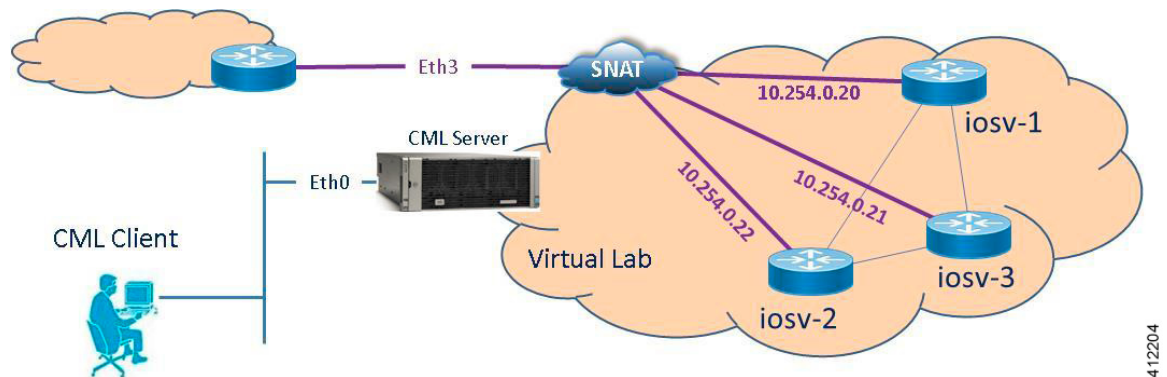 Eth3
SNAT
10.254.0.20
iosv-1
CML Server
Eth0
10.254.0.22
10.254.0.21
CML Client
Virtual Lab
iosv-3
iosv-2
412204